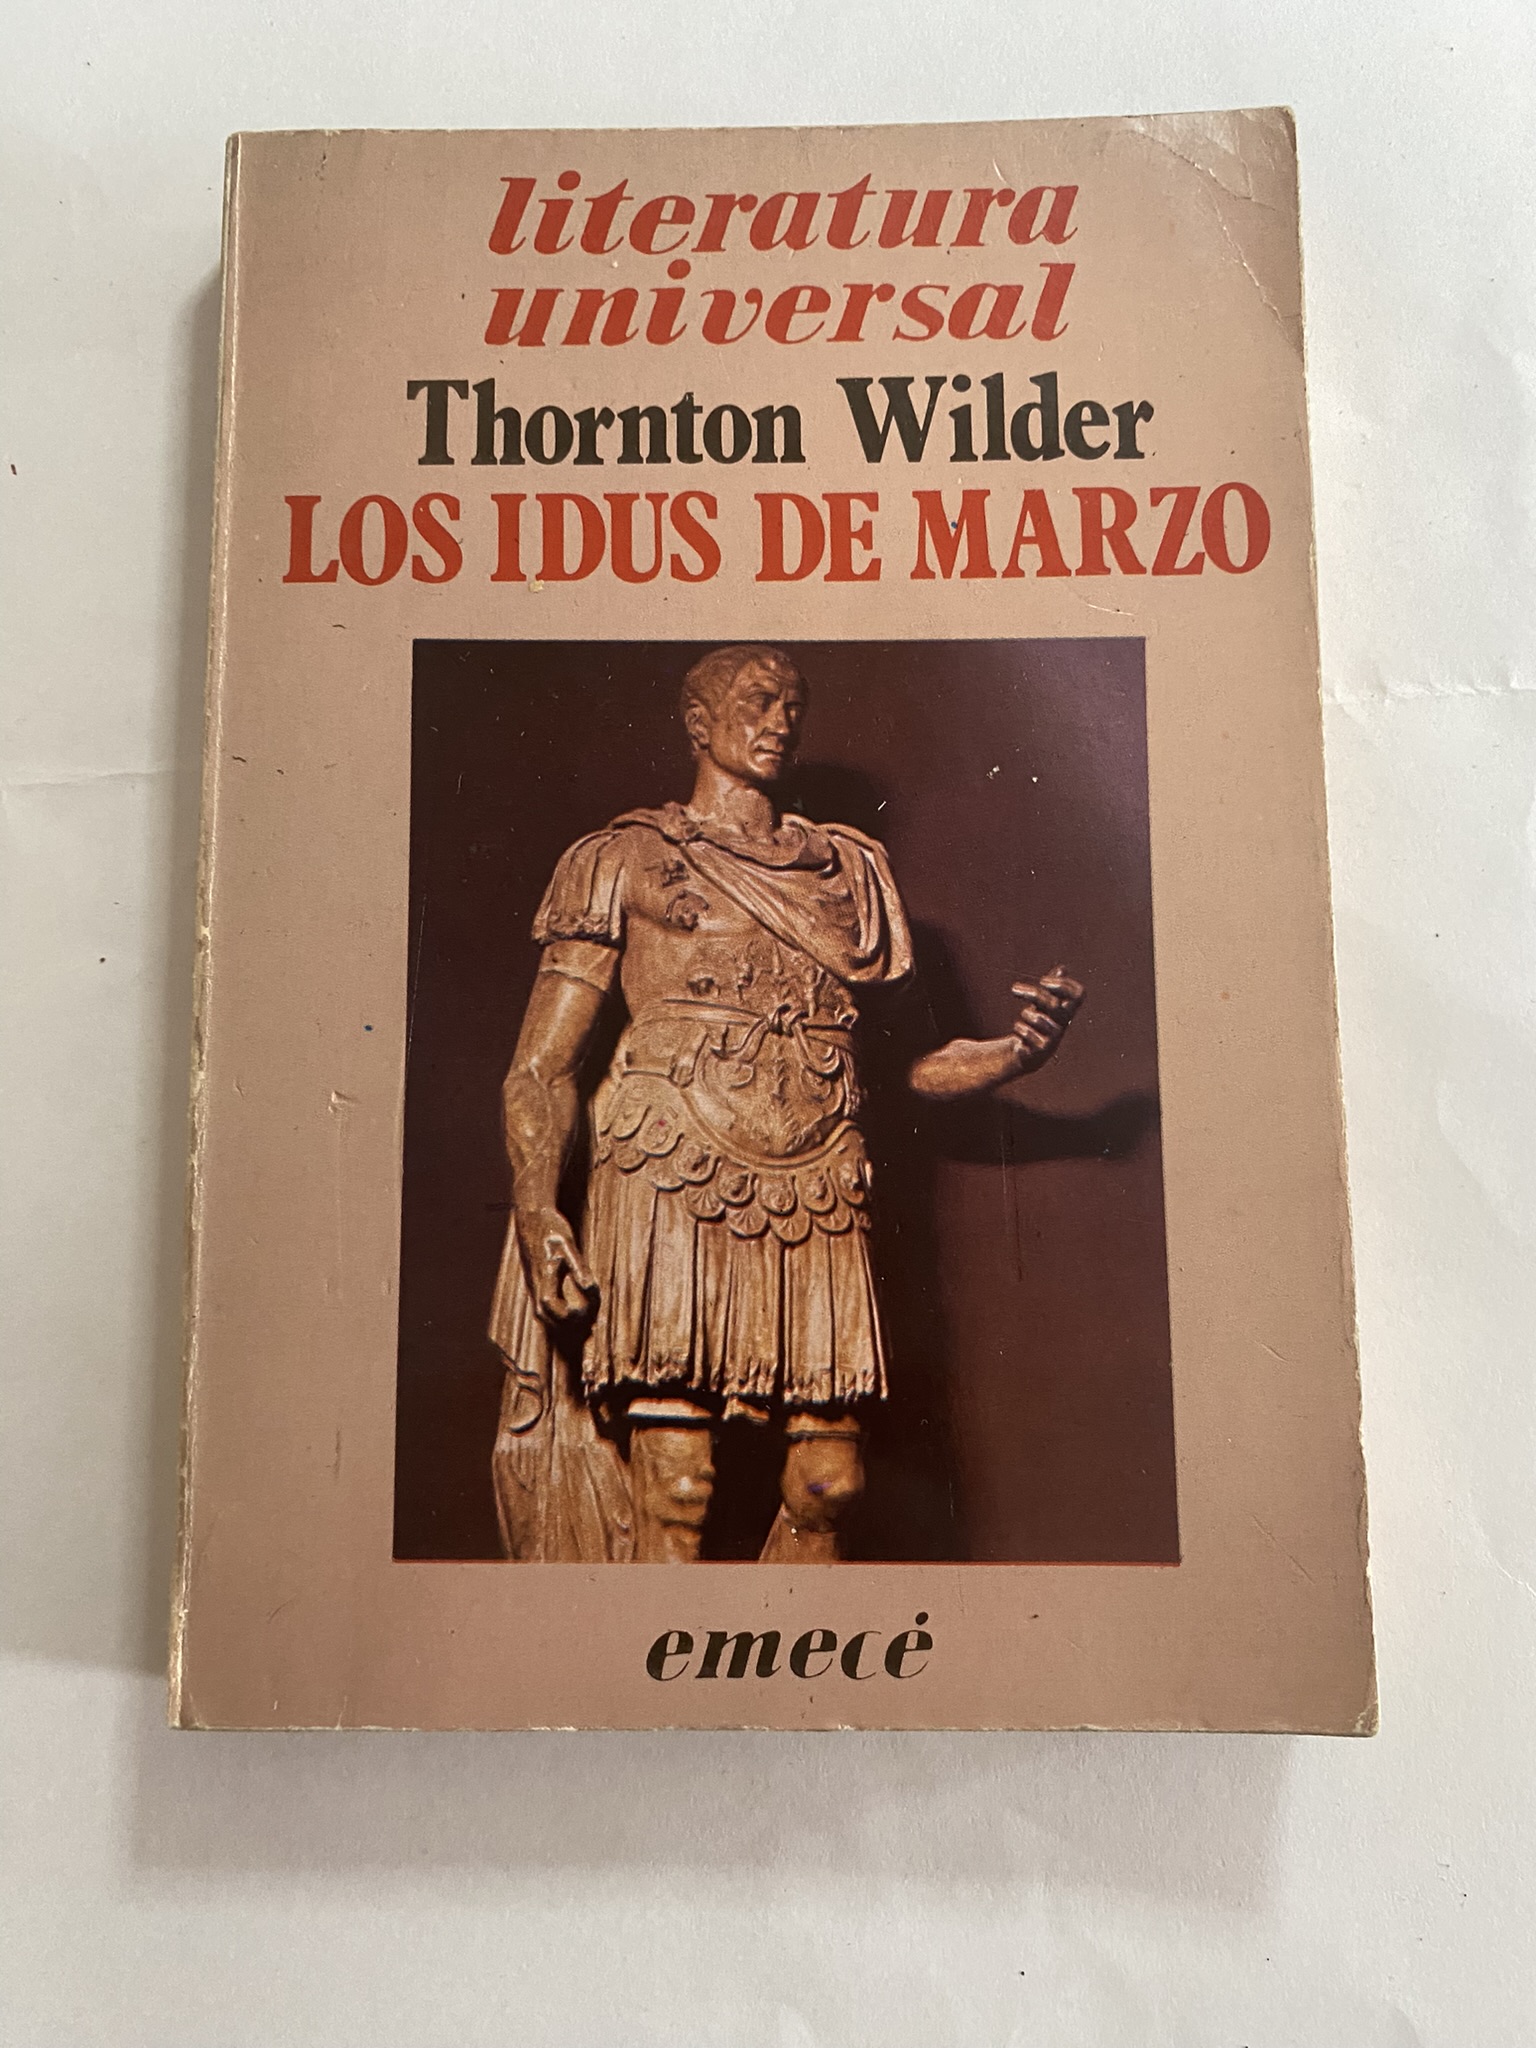 literatura
universal
Thornton Wilder
LOS IDUS DE MARZO
emecé